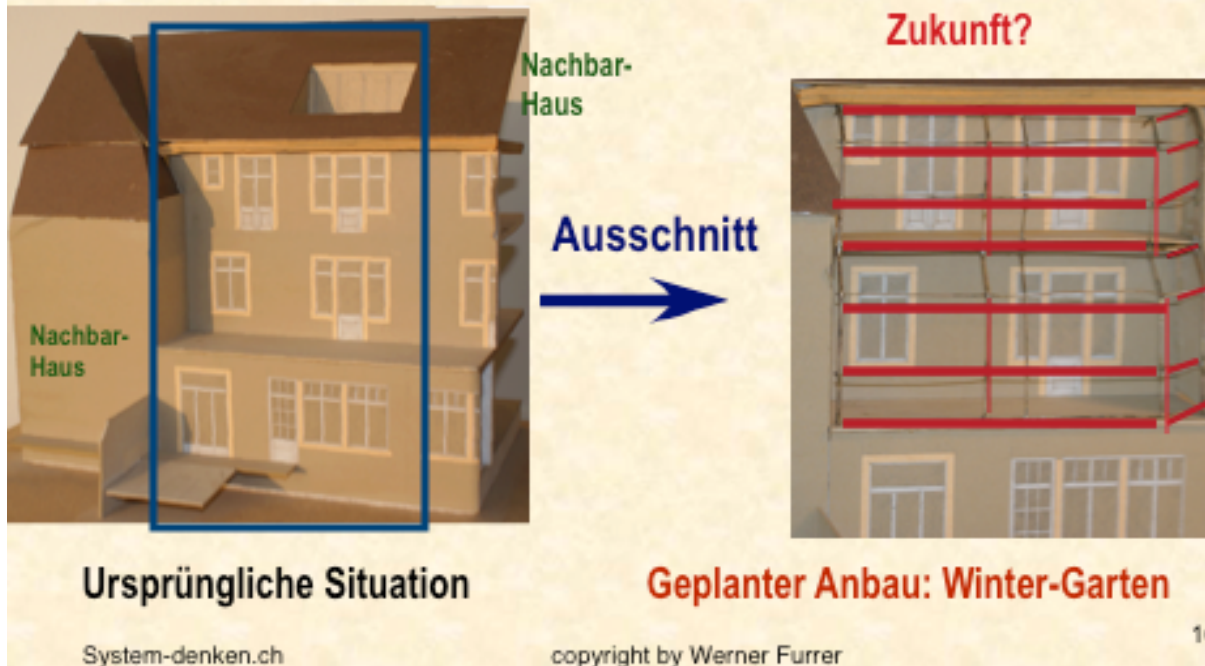 Zukunft?
Nachbar-
Haus
Ausschnitt
Nachbar-
Haus
Ursprüngliche Situation
Geplanter Anbau: Winter-Garten
System-denken.ch
copyright by Werner Furrer